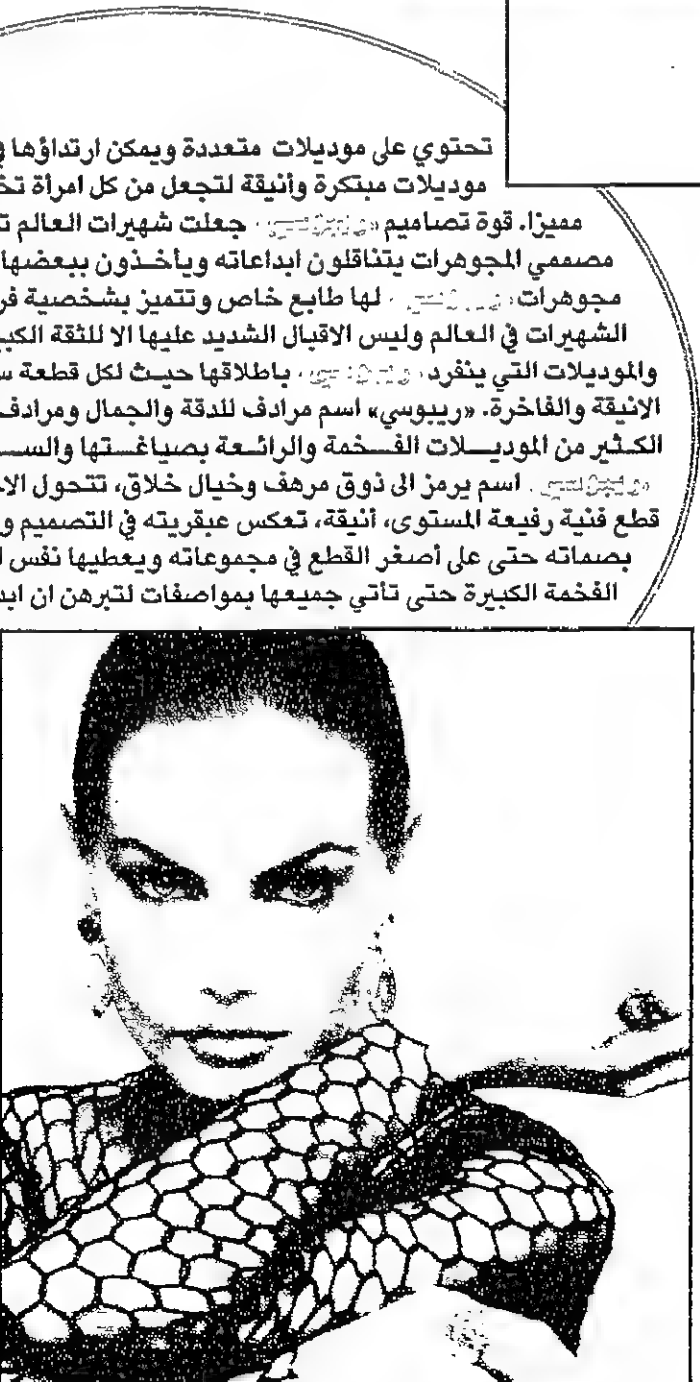 تحتوي على موديلات متعددة ويمكن ارتداؤها
موديلات مبتكرة وأنيقة لتجعل من كل امرأة
مميزا. قوة تصاميم جعلت شهيرات العالم
مصممي المجوهرات يتناقلون ابداعاته ويأخذون ببعضها
مجوهرات لها طابع خاص وتتميز بشخصية
الشهيرات في العالم وليس الاقبال الشديد عليها الا للثقة
والموديلات التي ينفرد باطلاقها حيث لكل قطعة
الانيقة والفاخرة. «ريبوسي» اسم مرادف للدقة والجمال ومرادف
الكثير من الموديلات الفخمة والرائعة بصياغتها
اسم يرمز الى ذوق مرهف وخيال خلاق، تتحول
قطع فنية رفيعة المستوى، أنيقة، تعكس عبقريته في التصميم
بصماته حتى على أصغر القطع في مجموعاته ويعطيها نفس
الفخمة الكبيرة حتى تأتي جميعها بمواصفات لتبرهن ان